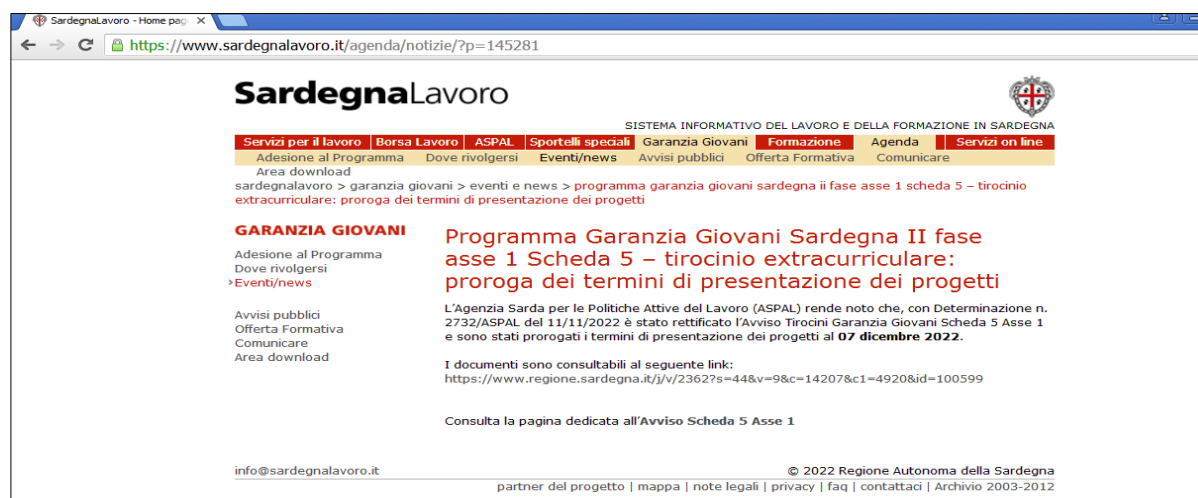 SardegnaLavoro - Home pag
https://www.sardegnalavoro.it/agenda/notizie/?p=145281
SardegnaLavoro
SISTEMA INFORMATIVO DEL LAVORO E DELLA FORMAZIONE IN SARDEGNA
Servizi per il lavoro Borsa Lavoro ASPAL Sportelli speciali Garanzia Giovani Formazione Agenda Servizi on line
Adesione al Programma Dove rivolgersi Eventi/news Avvisi pubblici Offerta Formativa Comunicare
Area download
sardegnalavoro > garanzia giovani > eventi e news > programma garanzia giovani sardegna ii fase asse 1 scheda 5 – tirocinio
extracurriculare: proroga dei termini di presentazione dei progetti
GARANZIA GIOVANI
Adesione al Programma
Dove rivolgersi
Eventi/news
Avvisi pubblici
Offerta Formativa
Comunicare
Area download
Programma Garanzia Giovani Sardegna II fase
asse 1 Scheda 5 – tirocinio extracurriculare:
proroga dei termini di presentazione dei progetti
L'Agenzia Sarda per le Politiche Attive del Lavoro (ASPAL) rende noto che, con Determinazione n.
2732/ASPAL del 11/11/2022 è stato rettificato l'Avviso Tirocini Garanzia Giovani Scheda 5 Asse 1
e sono stati prorogati i termini di presentazione dei progetti al 07 dicembre 2022.
I documenti sono consultabili al seguente link:
https://www.regione.sardegna.it/j/v/2362?s=44&v=9&c=14207&c1=4920&id=100599
Consulta la pagina dedicata all'Avviso Scheda 5 Asse 1
info@sardegnalavoro.it
© 2022 Regione Autonoma della Sardegna
partner del progetto | mappa | note legali | privacy | faq | contattaci | Archivio 2003-2012